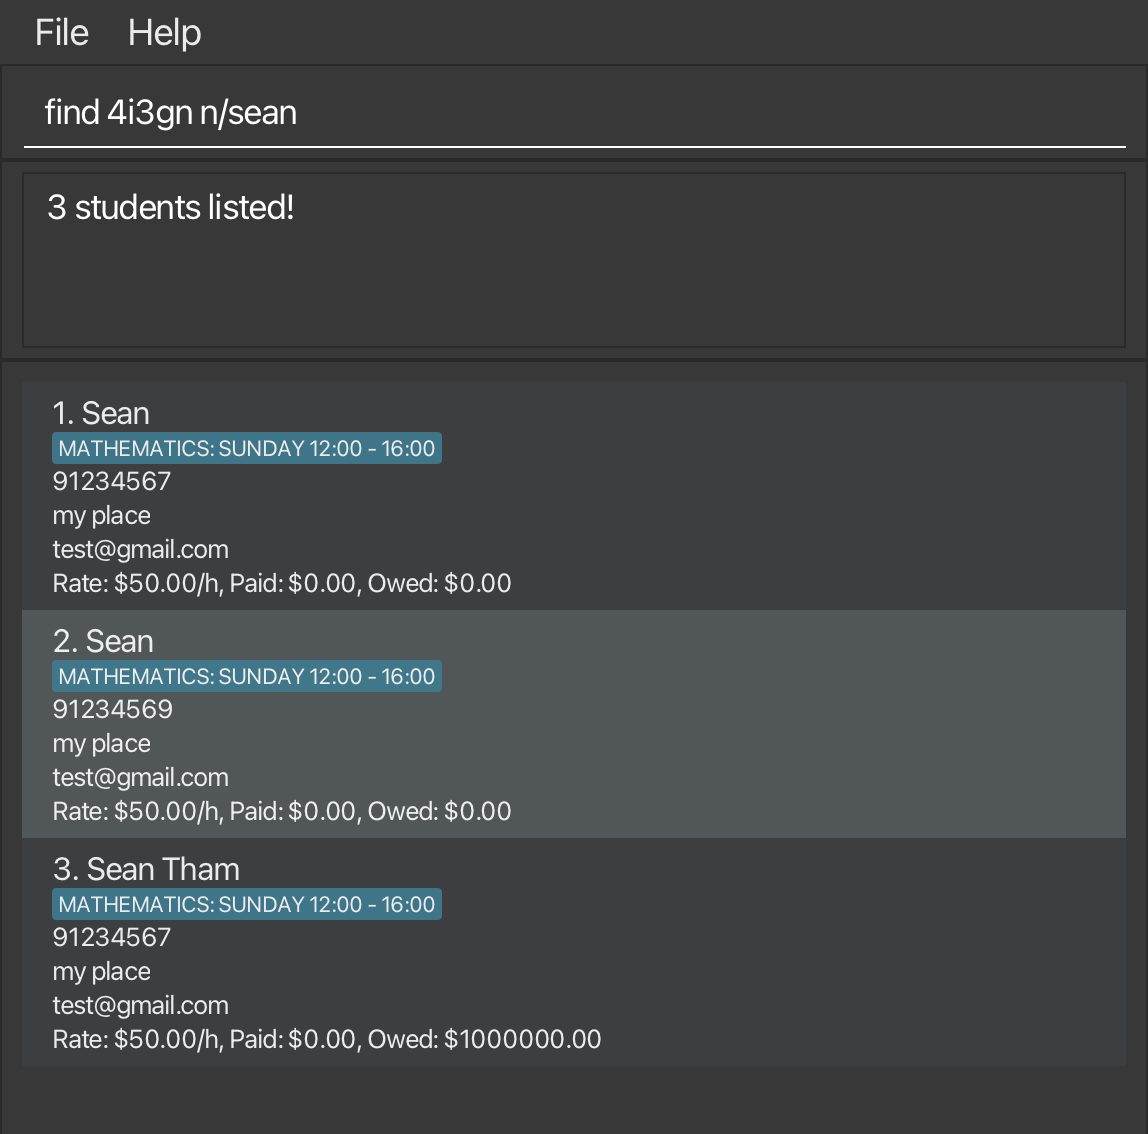 File Help
find 4i3gn n/sean
3 students listed!
1. Sean
MATHEMATICS: SUNDAY 12:00 - 16:00
91234567
my place
test@gmail.com
Rate: $50.00/h, Paid: $0.00, Owed: $0.00
2. Sean
MATHEMATICS: SUNDAY 12:00 - 16:00
91234569
my place
test@gmail.com
Rate: $50.00/h, Paid: $0.00, Owed: $0.00
3. Sean Tham
MATHEMATICS: SUNDAY 12:00 - 16:00
91234567
my place
test@gmail.com
Rate: $50.00/h, Paid: $0.00, Owed: $1000000.00